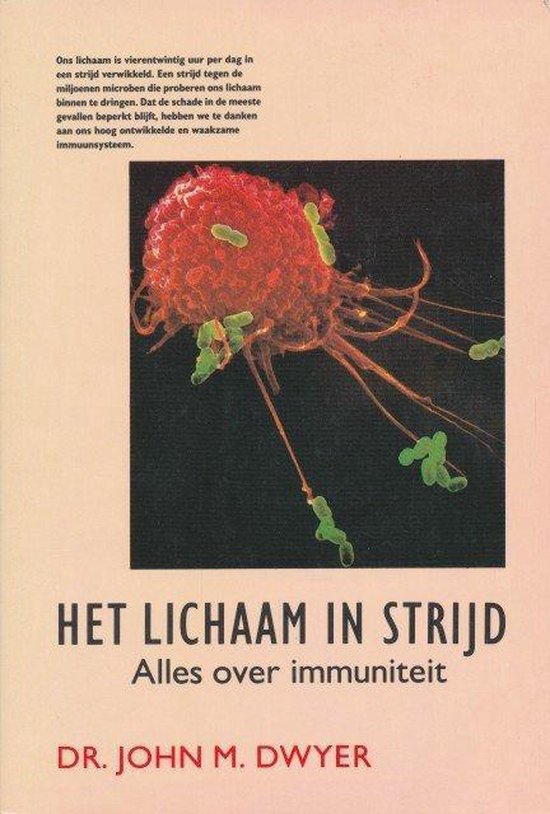 Ons lichaam is vierentwintig uur per dag in
een strijd verwikkeld. Een strijd tegen de
miljoenen microben die proberen ons lichaam
binnen te dringen. Dat de schade in de meeste
gevallen beperkt blijft, hebben we te danken
aan ons hoog ontwikkelde en waakzame
immuunsysteem.
HET LICHAAM IN STRIJD
Alles over immuniteit
DR. JOHN M. DWYER